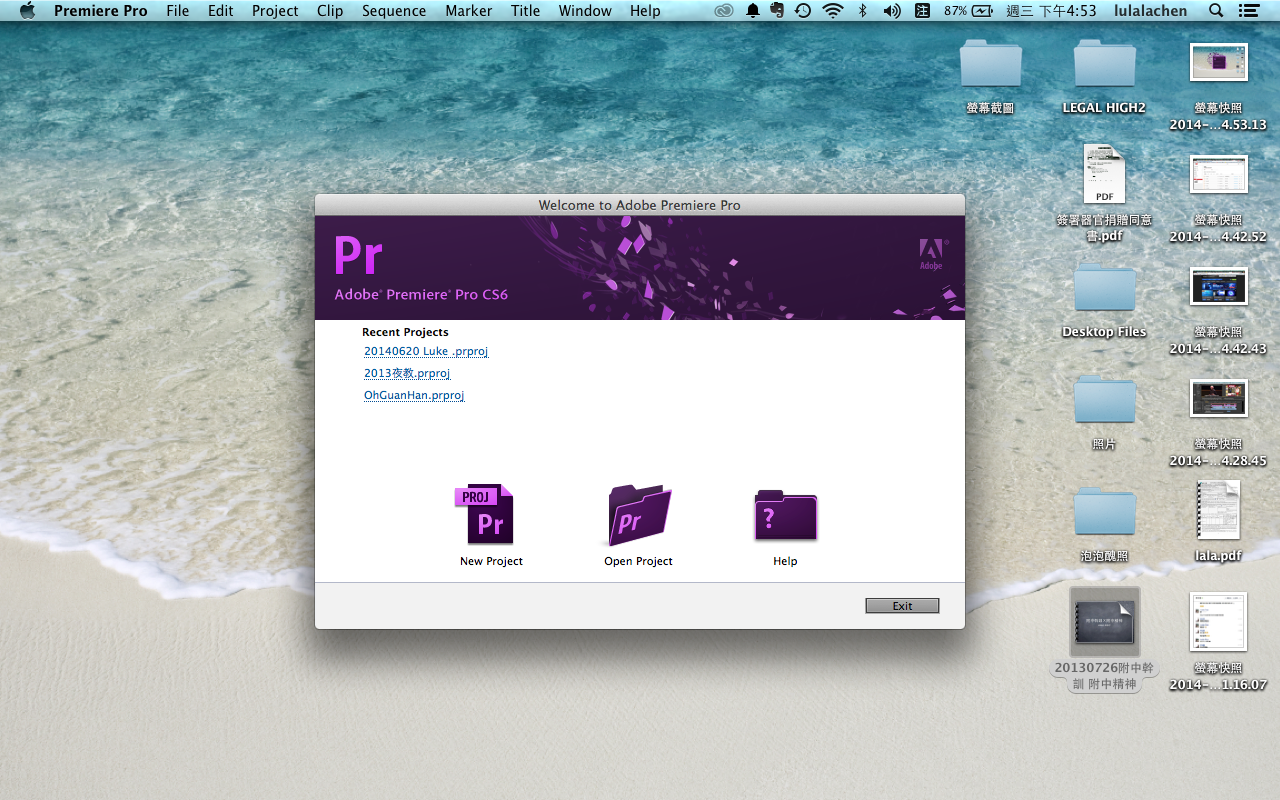 Premiere Pro File Edit Project Clip Sequence Marker Title Window Help 注 87% 週三 下午4:53 lulalachen
螢幕截圖
LEGAL HIGH2
螢幕快照
2014-...4.53.13
PDF
簽署器官捐贈同意
書.pdf
螢幕快照
2014-...4.42.52
Desktop Files
螢幕快照
2014-...4.42.43
照片
螢幕快照
2014-...4.28.45
泡泡醜照
lala.pdf
20130726附中幹
訓 附中精神
螢幕快照
2014-...1.16.07
Welcome to Adobe Premiere Pro
Pr
Adobe® Premiere® Pro CS6
Adobe
Recent Projects
20140620 Luke .prproj
2013夜教.prproj
OhGuanHan.prproj
PROJ
Pr
Pr
?
New Project
Open Project
Help
Exit